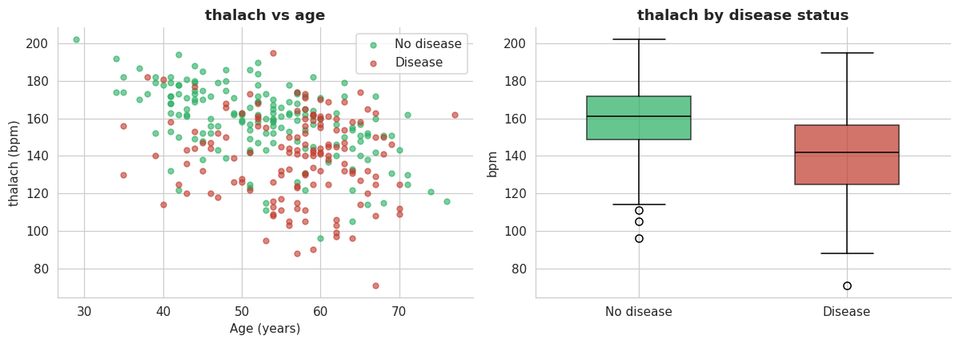 thalach vs age
thalach (bpm)
200
180
160
140
120
100
80
30
40
50
60
70
Age (years)
No disease
Disease
thalach by disease status
bpm
200
180
160
140
120
100
80
No disease
Disease